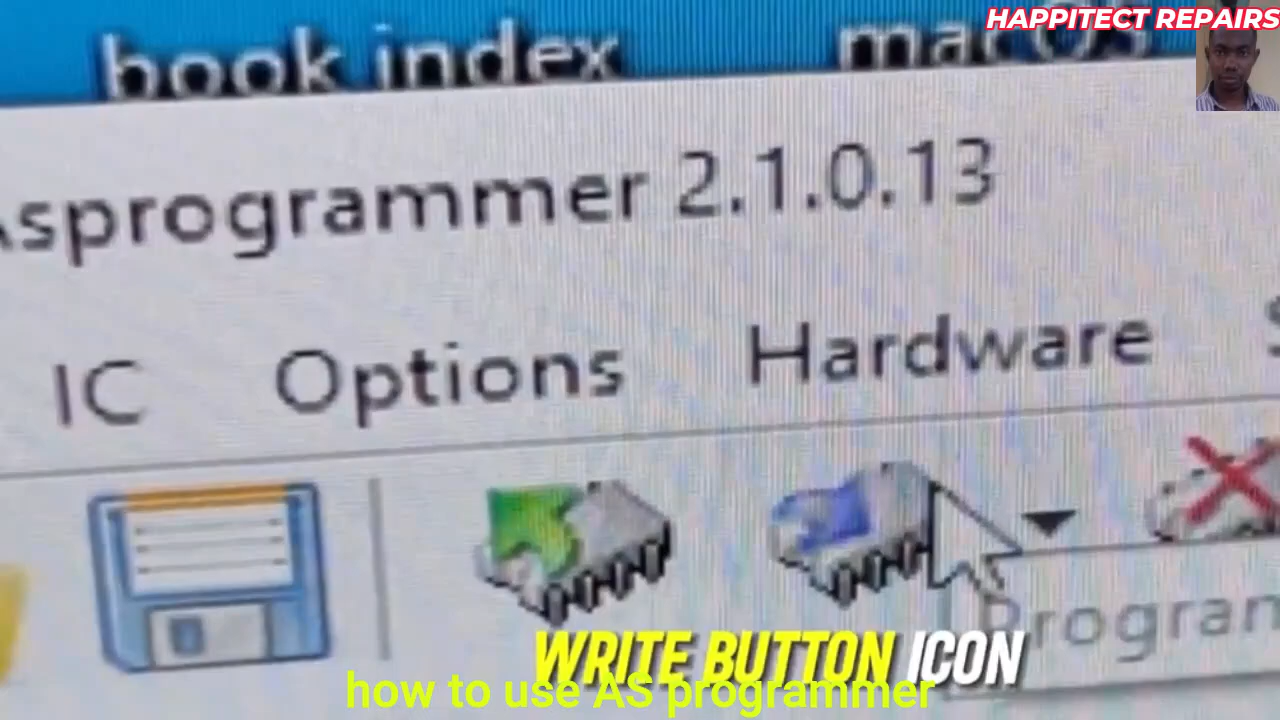 HAPPITECT REPAIRS
book index macOS
Asprogrammer 2.1.0.13
IC Options Hardware
WRITE BUTTON ICON
how to use AS programmer